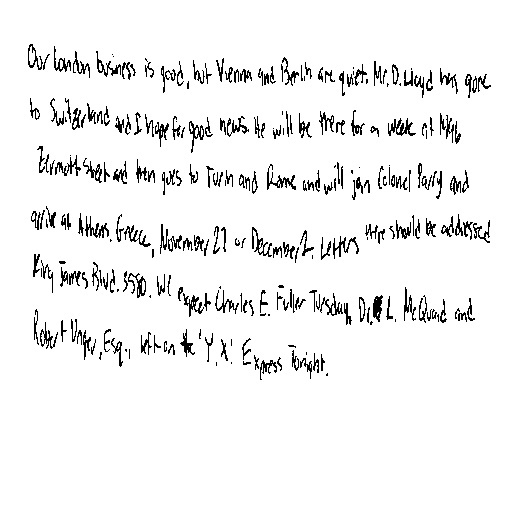 Our London business is good, but Vienna and Berlin are quiet. Mr. D. Lloyd has gone
to Switzerland and I hope for good news. He will be there for a week at
Zermott street and then goes to Turin and Rome and will join Colonel Parry and
arrive at Athens, Greece, November 27 or December 2. Letters there should be addressed
King James Blvd. 3580. We expect Charles E. Fuller Tuesday. Dr. L. McQuaid and
Robert Unger, Esq., left on the 'Y.X.' Express Tonight.